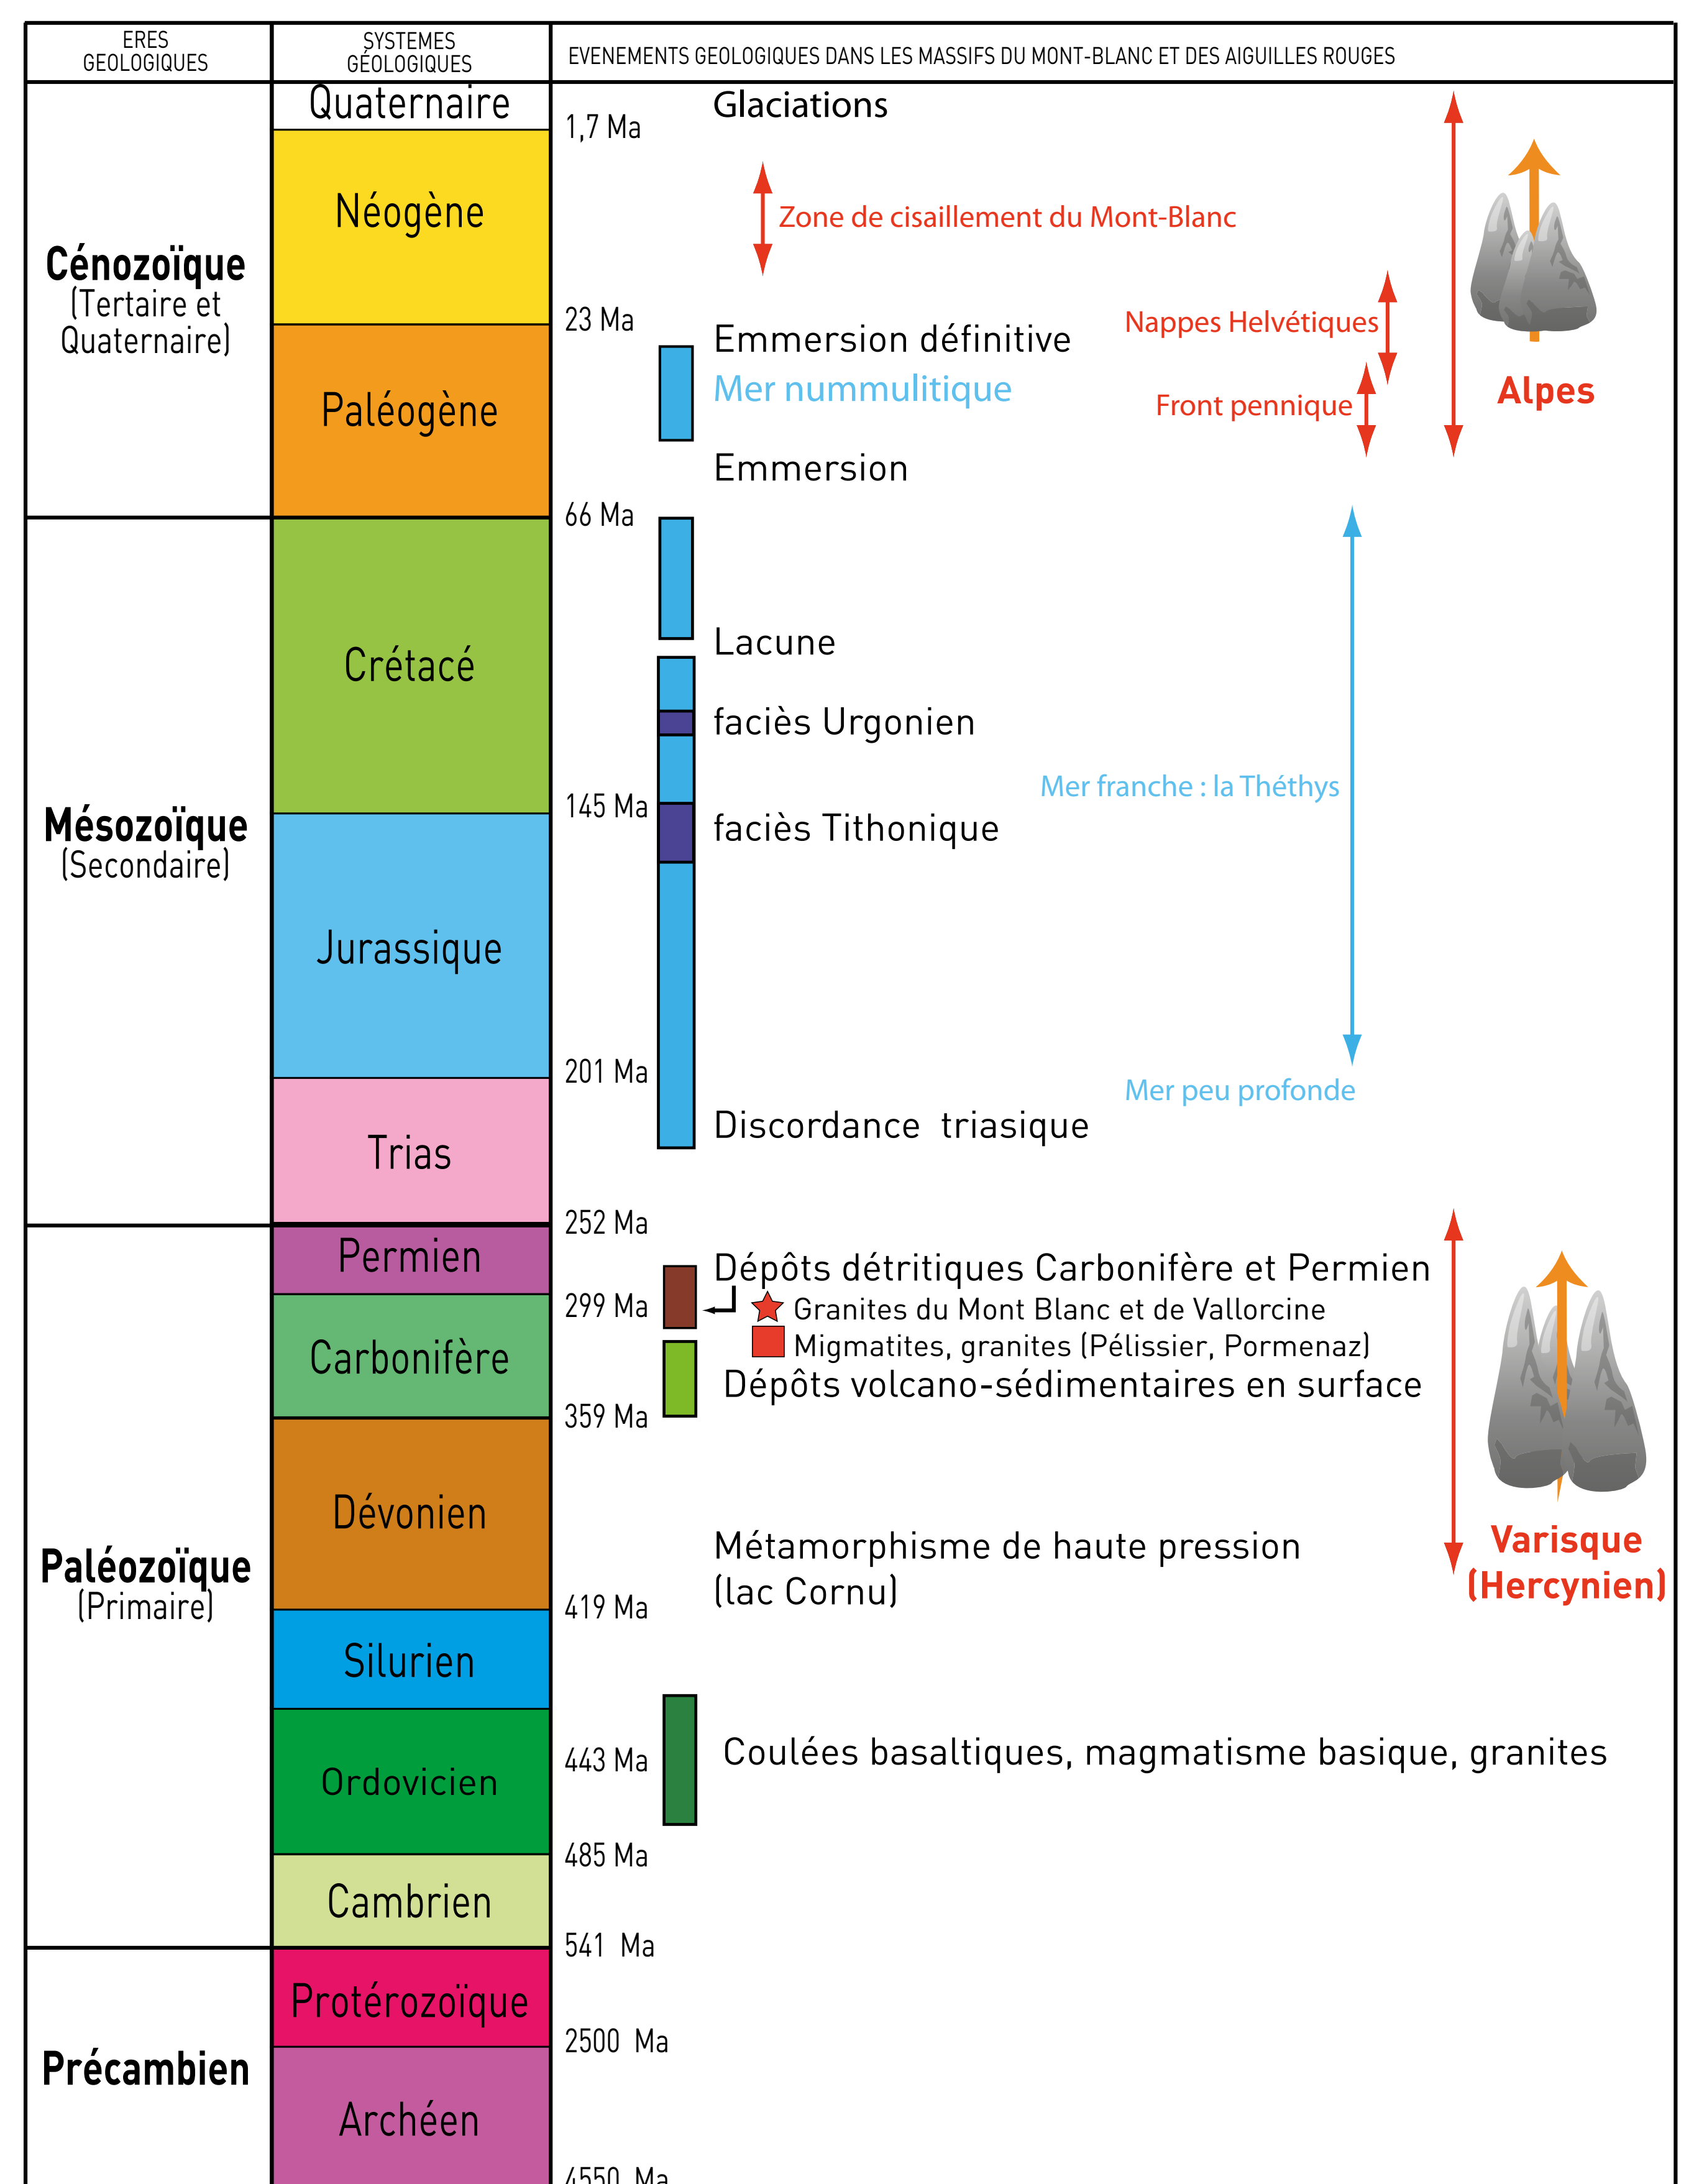 ERES
GEOLOGIQUES
SYSTEMES
GÉOLOGIQUES
EVENEMENTS GEOLOGIQUES DANS LES MASSIFS DU MONT-BLANC ET DES AIGUILLES ROUGES
Quaternaire
Glaciations
1,7 Ma
Néogène
Zone de cisaillement du Mont-Blanc
Cénozoïque
(Tertaire et
Quaternaire)
23 Ma
Nappes Helvétiques
Emmersion définitive
Mer nummulitique
Alpes
Paléogène
Front pennique
Emmersion
66 Ma
Crétacé
Lacune
faciès Urgonien
Mer franche : la Théthys
145 Ma
Mésozoïque
(Secondaire)
faciès Tithonique
Jurassique
201 Ma
Mer peu profonde
Discordance triasique
Trias
252 Ma
Permien
Dépôts détritiques Carbonifère et Permien
299 Ma
Granites du Mont Blanc et de Vallorcine
Migmatites, granites (Pélissier, Pormenaz)
Carbonifère
Dépôts volcano-sédimentaires en surface
359 Ma
Dévonien
Métamorphisme de haute pression
(lac Cornu)
Varisque
(Hercynien)
Paléozoïque
(Primaire)
419 Ma
Silurien
Coulées basaltiques, magmatisme basique, granites
443 Ma
Ordovicien
485 Ma
Cambrien
541 Ma
Protérozoïque
2500 Ma
Précambien
Archéen
4550 Ma